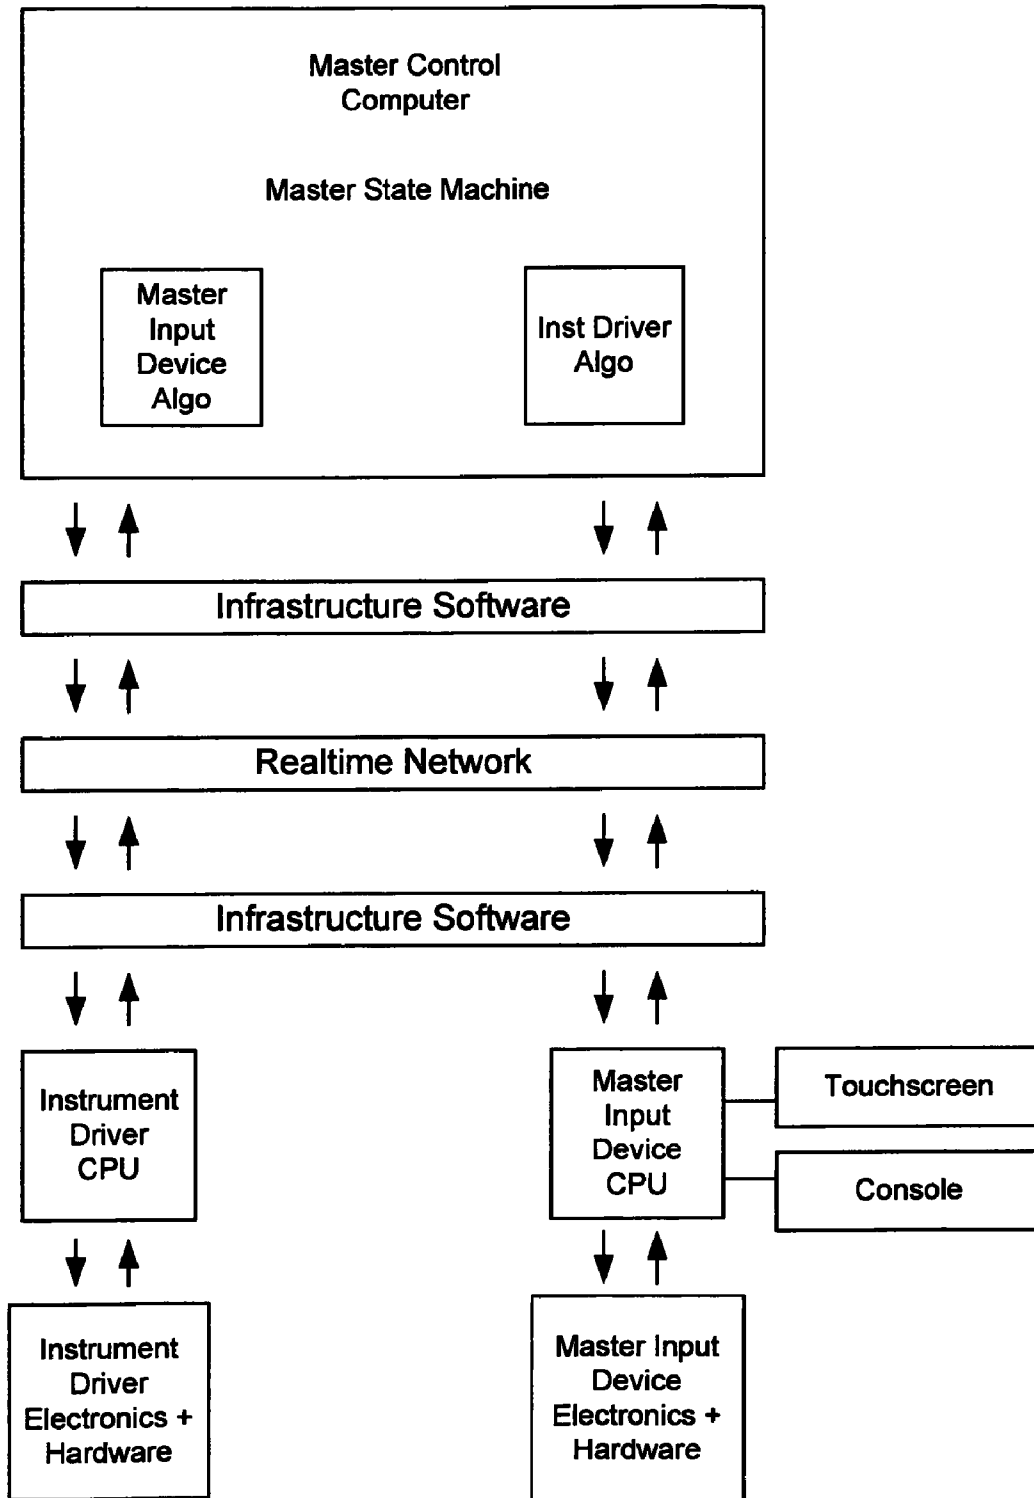 Master Control
Computer
Master State Machine
Master
Input
Device
Algo
Inst Driver
Algo
Infrastructure Software
Realtime Network
Infrastructure Software
Instrument
Driver
CPU
Master
Input
Device
CPU
Touchscreen
Console
Instrument
Driver
Electronics +
Hardware
Master Input
Device
Electronics +
Hardware